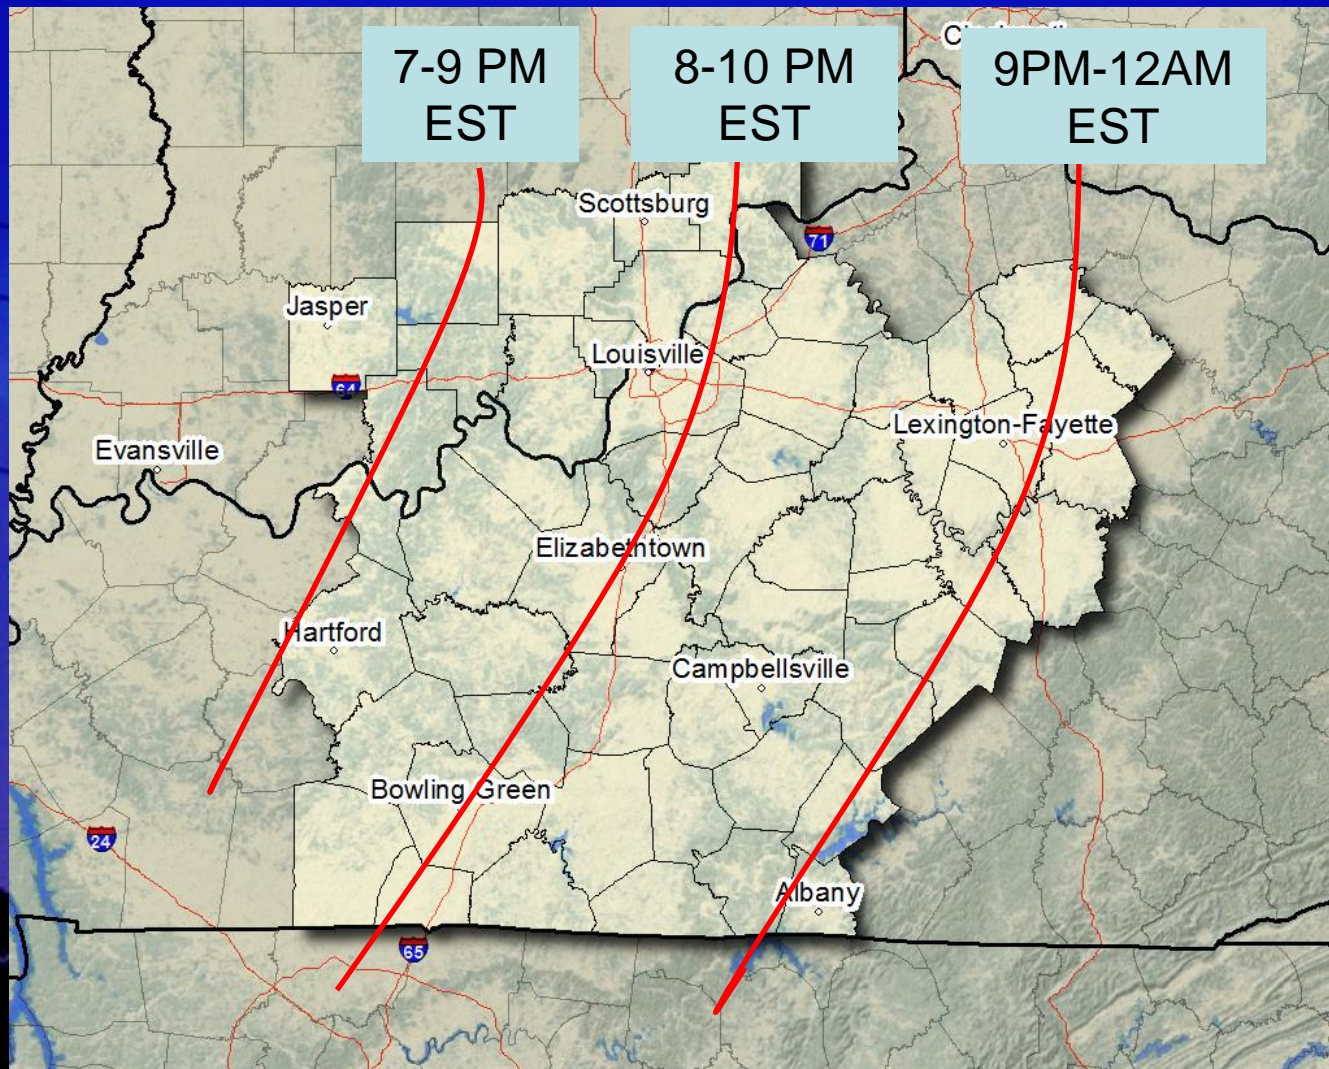 7-9 PM
EST
8-10 PM
EST
9PM-12AM
EST
Scottsburg
71
Jasper
Louisville
64
Lexington-Fayette
Evansville
Elizabethtown
Hartford
Campbellsville
Bowling Green
24
Albany
65